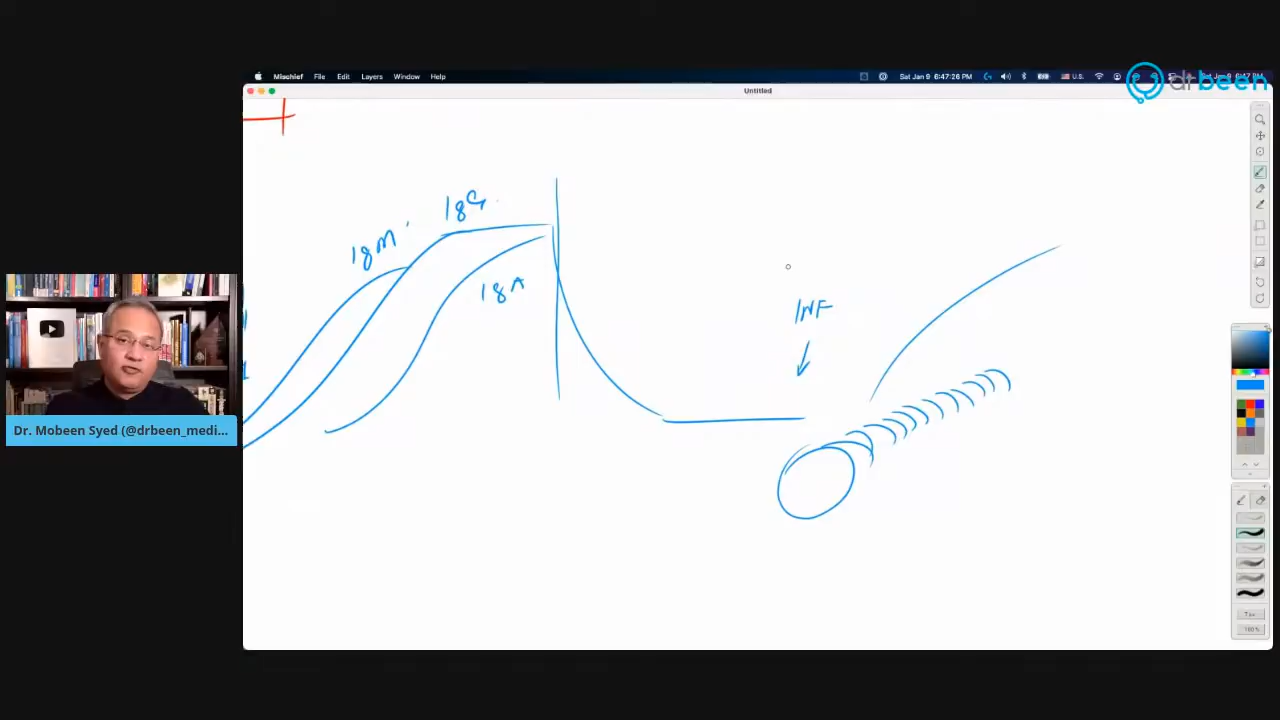 Mischief File Edit Layers Window Help
Sat Jan 9 6:47:26 PM
U.S.
drbeen
Untitled
IgG
IgM
IgA
INF
Dr. Mobeen Syed (@drbeen_medi...
100%